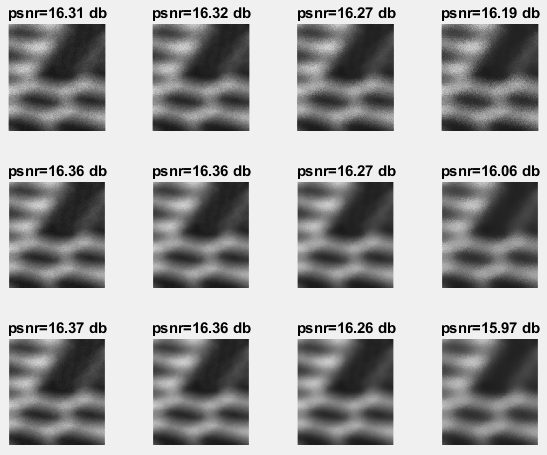 psnr=16.31 db psnr=16.32 db psnr=16.27 db psnr=16.19 db
psnr=16.36 db psnr=16.36 db psnr=16.27 db psnr=16.06 db
psnr=16.37 db psnr=16.36 db psnr=16.26 db psnr=15.97 db